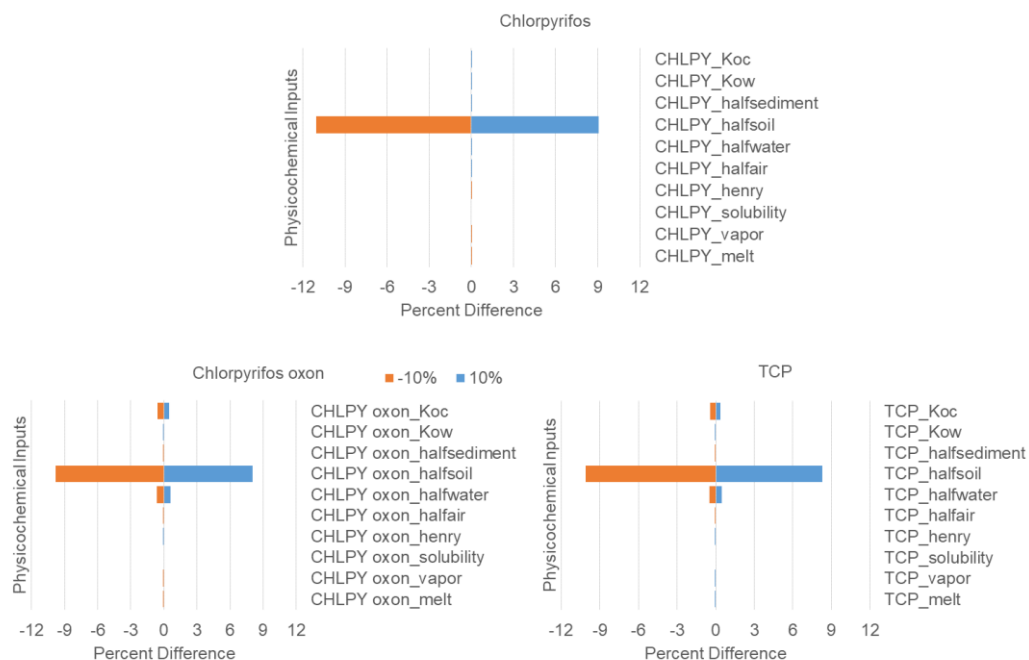 Chlorpyrifos
Physicochemical Inputs
CHLPY_Koc
CHLPY_Kow
CHLPY_halfsediment
CHLPY_halfsoil
CHLPY_halfwater
CHLPY_halfair
CHLPY_henry
CHLPY_solubility
CHLPY_vapor
CHLPY_melt
-12 -9 -6 -3 0 3 6 9 12
Percent Difference
Chlorpyrifos oxon
-10% 10%
Physicochemical Inputs
CHLPY oxon_Koc
CHLPY oxon_Kow
CHLPY oxon_halfsediment
CHLPY oxon_halfsoil
CHLPY oxon_halfwater
CHLPY oxon_halfair
CHLPY oxon_henry
CHLPY oxon_solubility
CHLPY oxon_vapor
CHLPY oxon_melt
-12 -9 -6 -3 0 3 6 9 12
Percent Difference
TCP
Physicochemical Inputs
TCP_Koc
TCP_Kow
TCP_halfsediment
TCP_halfsoil
TCP_halfwater
TCP_halfair
TCP_henry
TCP_solubility
TCP_vapor
TCP_melt
-12 -9 -6 -3 0 3 6 9 12
Percent Difference